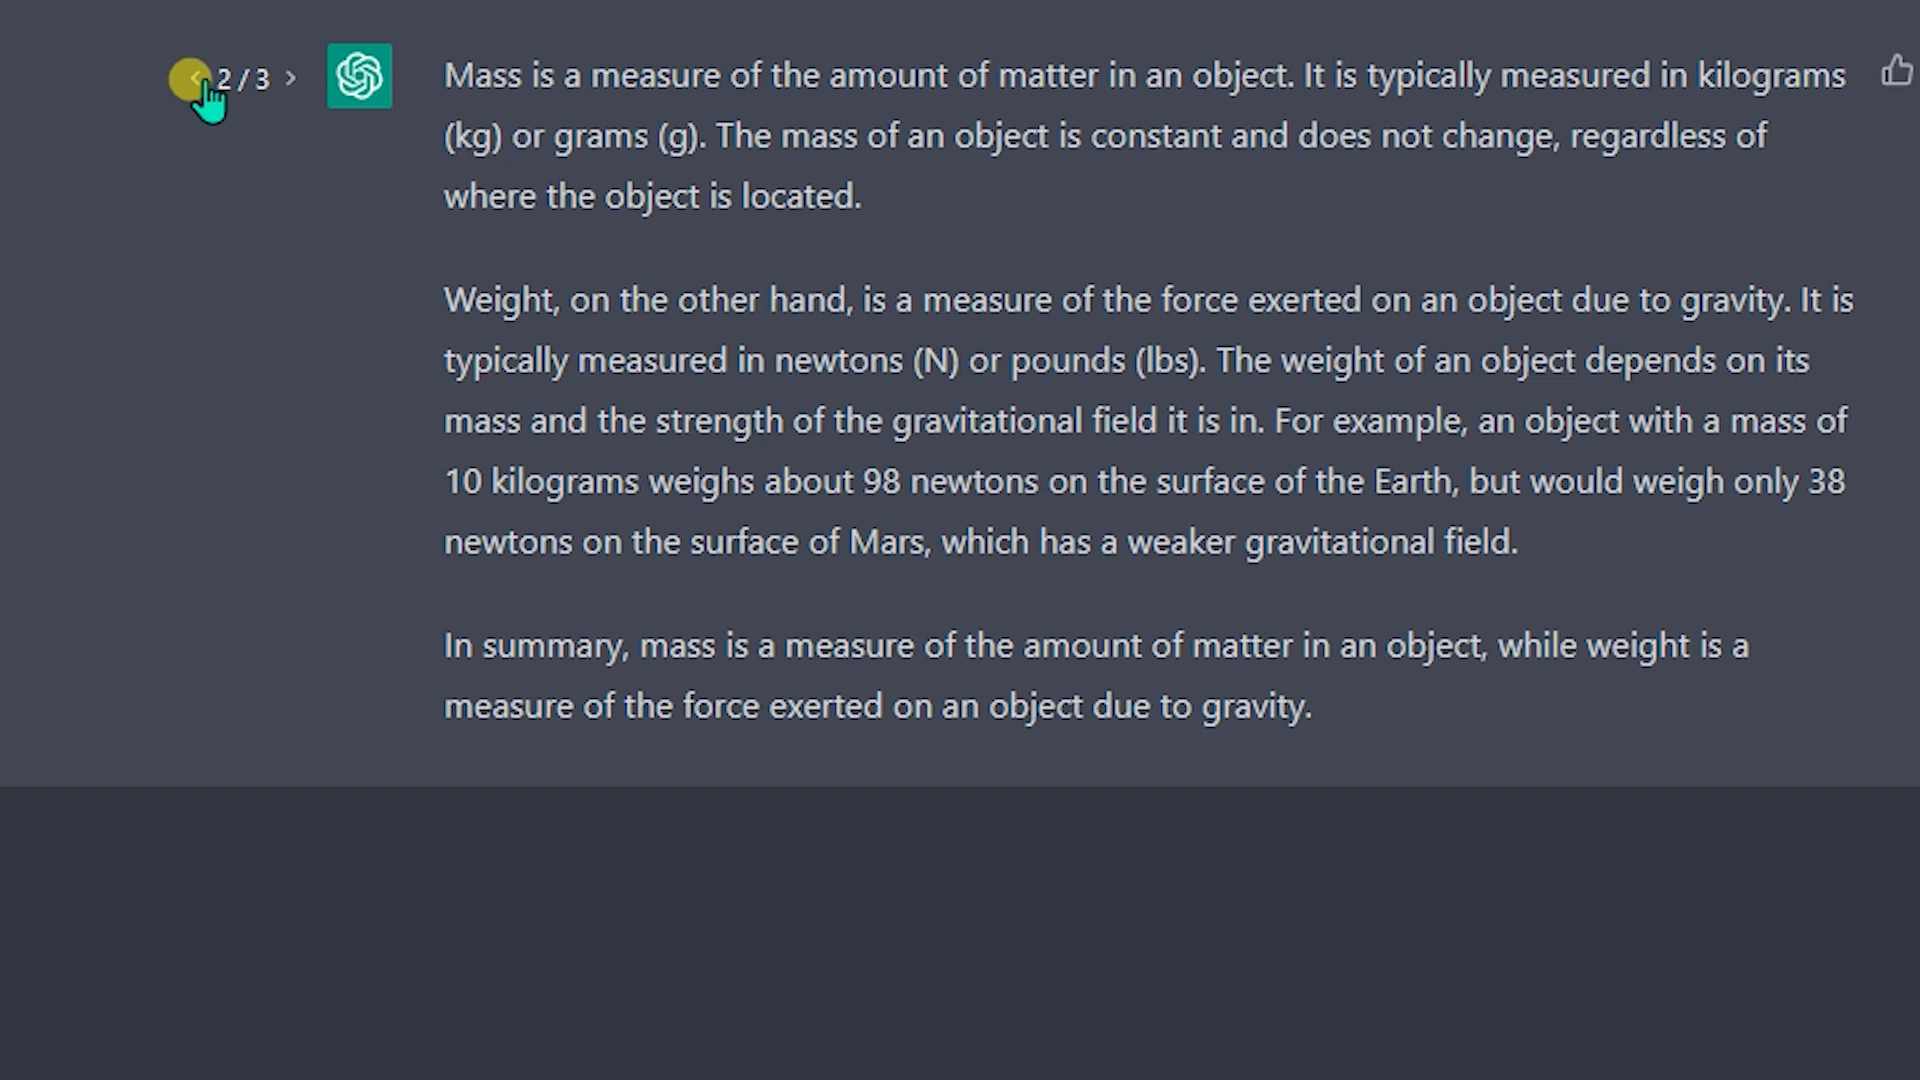 2 / 3
Mass is a measure of the amount of matter in an object. It is typically measured in kilograms
(kg) or grams (g). The mass of an object is constant and does not change, regardless of
where the object is located.
Weight, on the other hand, is a measure of the force exerted on an object due to gravity. It is
typically measured in newtons (N) or pounds (lbs). The weight of an object depends on its
mass and the strength of the gravitational field it is in. For example, an object with a mass of
10 kilograms weighs about 98 newtons on the surface of the Earth, but would weigh only 38
newtons on the surface of Mars, which has a weaker gravitational field.
In summary, mass is a measure of the amount of matter in an object, while weight is a
measure of the force exerted on an object due to gravity.